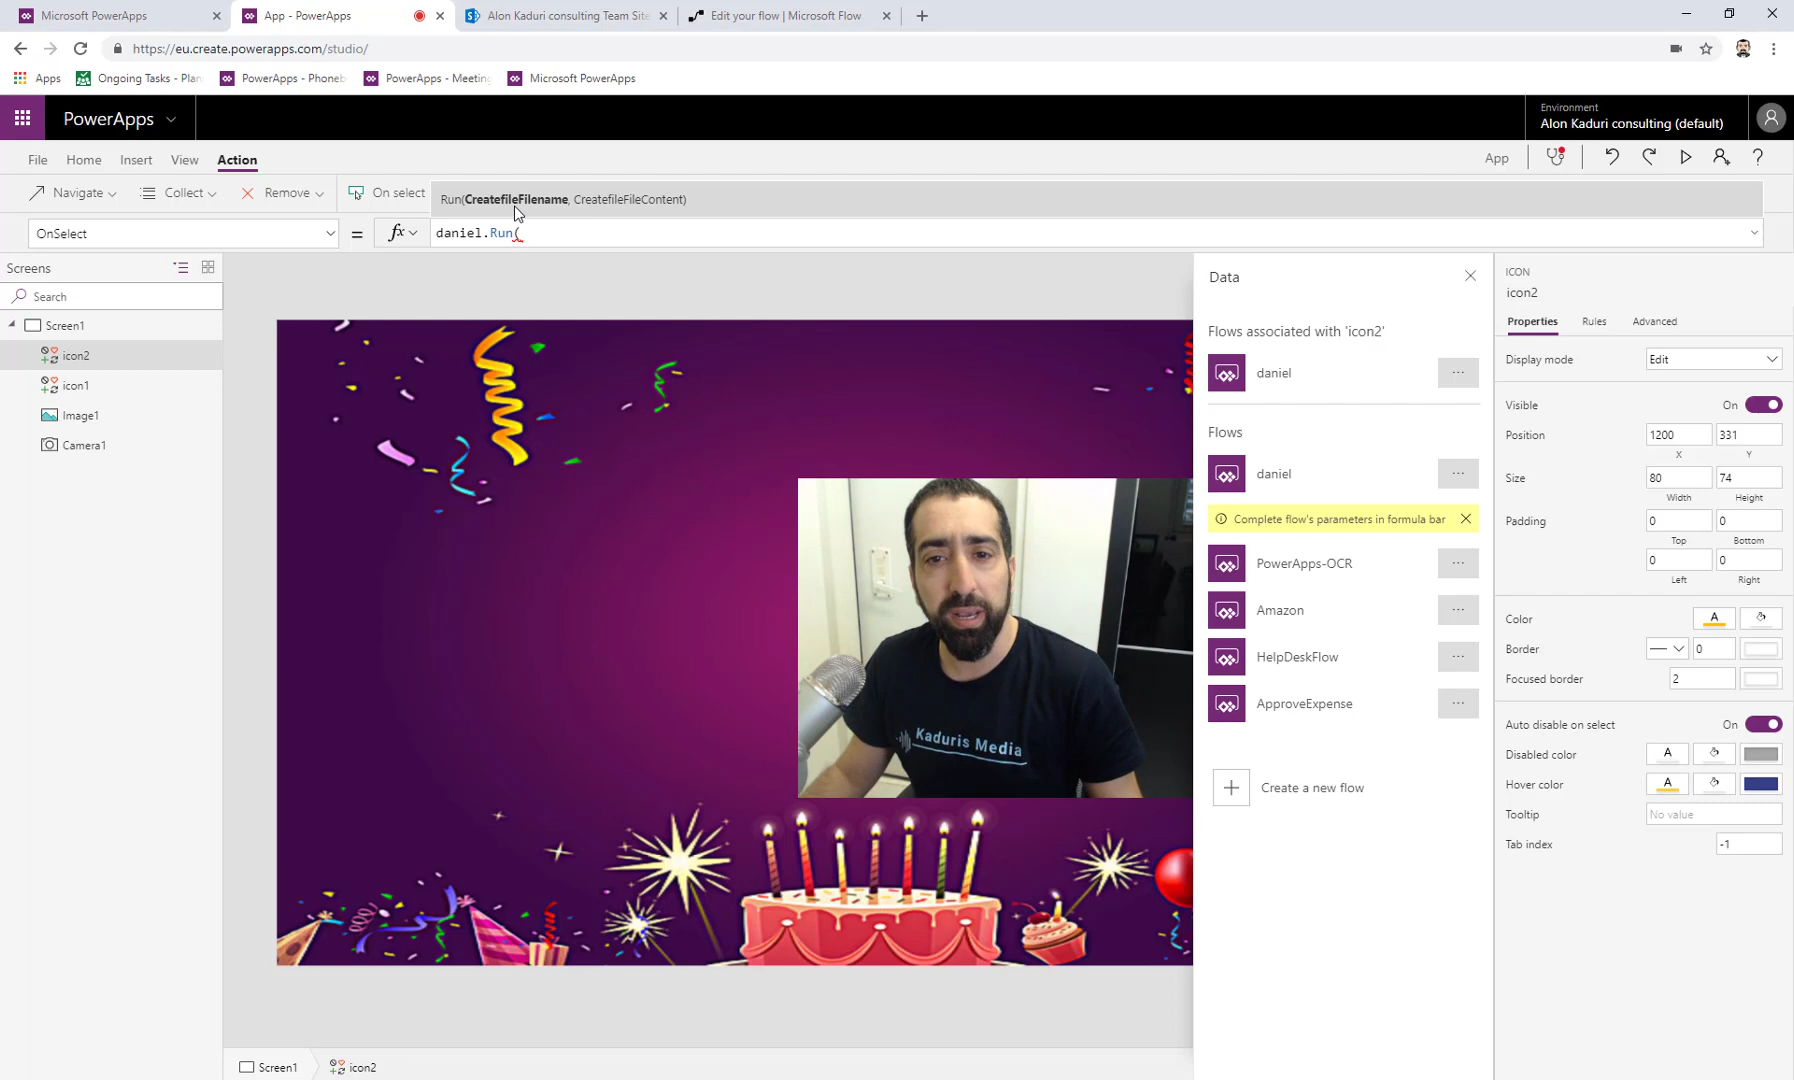 Microsoft PowerApps
App - PowerApps
Alon Kaduri consulting Team Site
Edit your flow | Microsoft Flow
https://eu.create.powerapps.com/studio/
Apps
Ongoing Tasks - Plan
PowerApps - Phoneb
PowerApps - Meetin
Microsoft PowerApps
PowerApps
Environment
Alon Kaduri consulting (default)
File
Home
Insert
View
Action
App
Navigate
Collect
Remove
On select
Run(CreatefileFilename, CreatefileFileContent)
OnSelect
=
fx
daniel.Run(
Screens
Search
Screen1
icon2
icon1
Image1
Camera1
Kaduris Media
Data
Flows associated with 'icon2'
daniel
Flows
daniel
Complete flow's parameters in formula bar
PowerApps-OCR
Amazon
HelpDeskFlow
ApproveExpense
Create a new flow
ICON
icon2
Properties
Rules
Advanced
Display mode
Edit
Visible
On
Position
1200
331
X
Y
Size
80
74
Width
Height
Padding
0
0
Top
Bottom
0
0
Left
Right
Color
A
Border
0
Focused border
2
Auto disable on select
On
Disabled color
A
Hover color
A
Tooltip
No value
Tab index
-1
Screen1
icon2